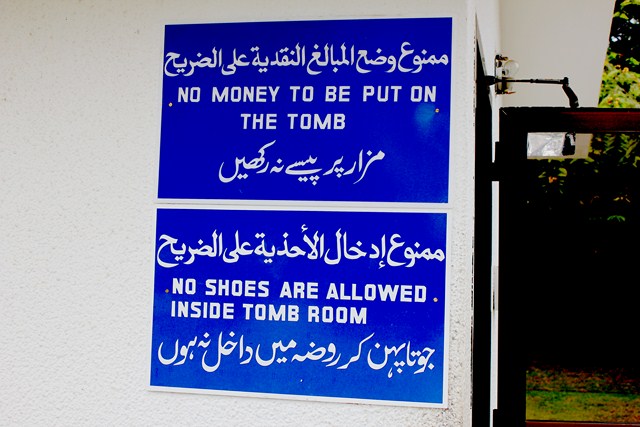 ممنوع وضع المبالغ النقدية على الضريح
NO MONEY TO BE PUT ON
THE TOMB
مزار پر پیسے نہ رکھیں
ممنوع إدخال الأحذية على الضريح
NO SHOES ARE ALLOWED
INSIDE TOMB ROOM
جوتا پہن کر روضہ میں داخل نہ ہوں